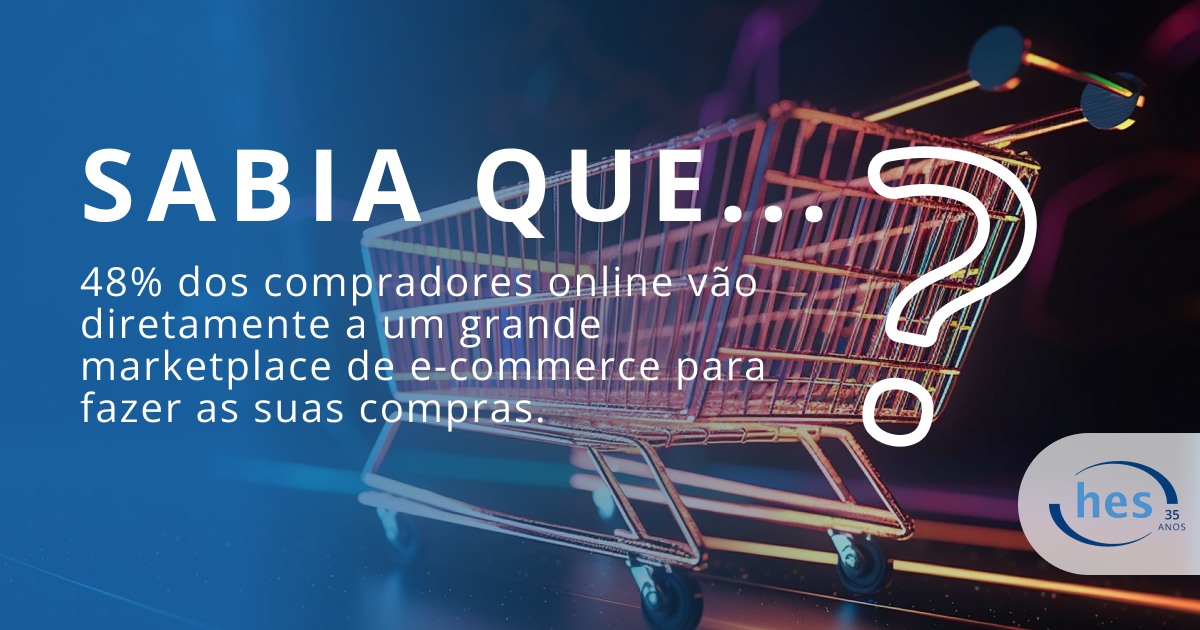 SABIA QUE...
?
48% dos compradores online vão
diretamente a um grande
marketplace de e-commerce para
fazer as suas compras.
hes
35
ANOS